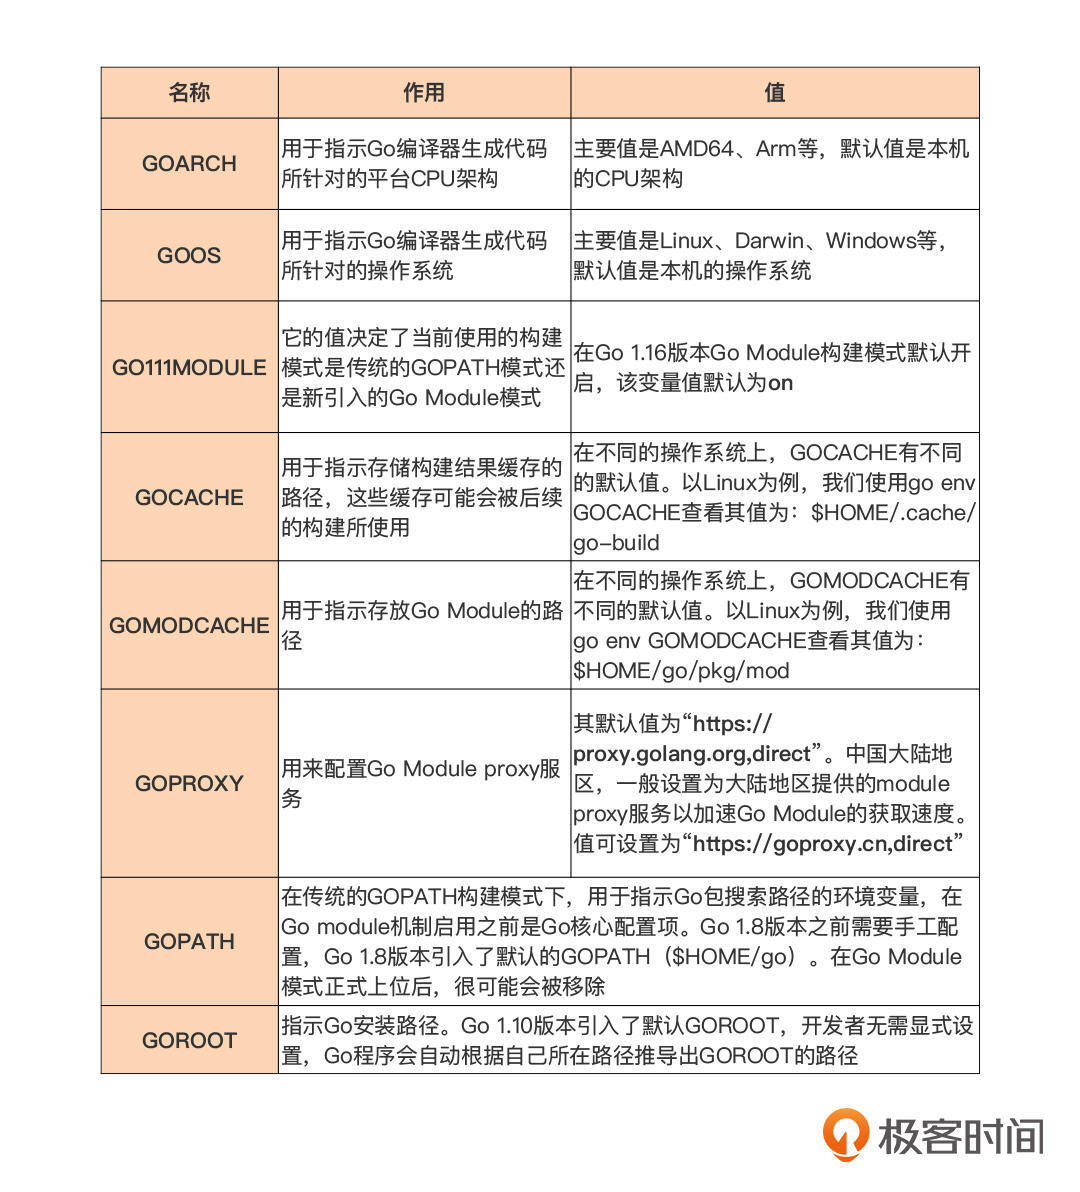 名称 作用 值
GOARCH
用于指示Go编译器生成代码
所针对的平台CPU架构
主要值是AMD64、Arm等，默认值是本机
的CPU架构
GOOS
用于指示Go编译器生成代码
所针对的操作系统
主要值是Linux、Darwin、Windows等，
默认值是本机的操作系统
GO111MODULE
它的值决定了当前使用的构建
模式是传统的GOPATH模式还
是新引入的Go Module模式
在Go 1.16版本Go Module构建模式默认开
启，该变量值默认为on
GOCACHE
用于指示存储构建结果缓存的
路径，这些缓存可能会被后续
的构建所使用
在不同的操作系统上，GOCACHE有不同
的默认值。以Linux为例，我们使用go env
GOCACHE查看其值为：$HOME/.cache/
go-build
GOMODCACHE
用于指示存放Go Module的路
径
在不同的操作系统上，GOMODCACHE有
不同的默认值。以Linux为例，我们使用
go env GOMODCACHE查看其值为：
$HOME/go/pkg/mod
GOPROXY
用来配置Go Module proxy服
务
其默认值为“https://
proxy.golang.org,direct”。中国大陆地
区，一般设置为大陆地区提供的module
proxy服务以加速Go Module的获取速度。
值可设置为“https://goproxy.cn,direct”
GOPATH
在传统的GOPATH构建模式下，用于指示Go包搜索路径的环境变量，在
Go module机制启用之前是Go核心配置项。Go 1.8版本之前需要手工配
置，Go 1.8版本引入了默认的GOPATH（$HOME/go）。在Go Module
模式正式上位后，很可能会被移除
GOROOT
指示Go安装路径。Go 1.10版本引入了默认GOROOT，开发者无需显式设
置，Go程序会自动根据自己所在路径推导出GOROOT的路径
极客时间